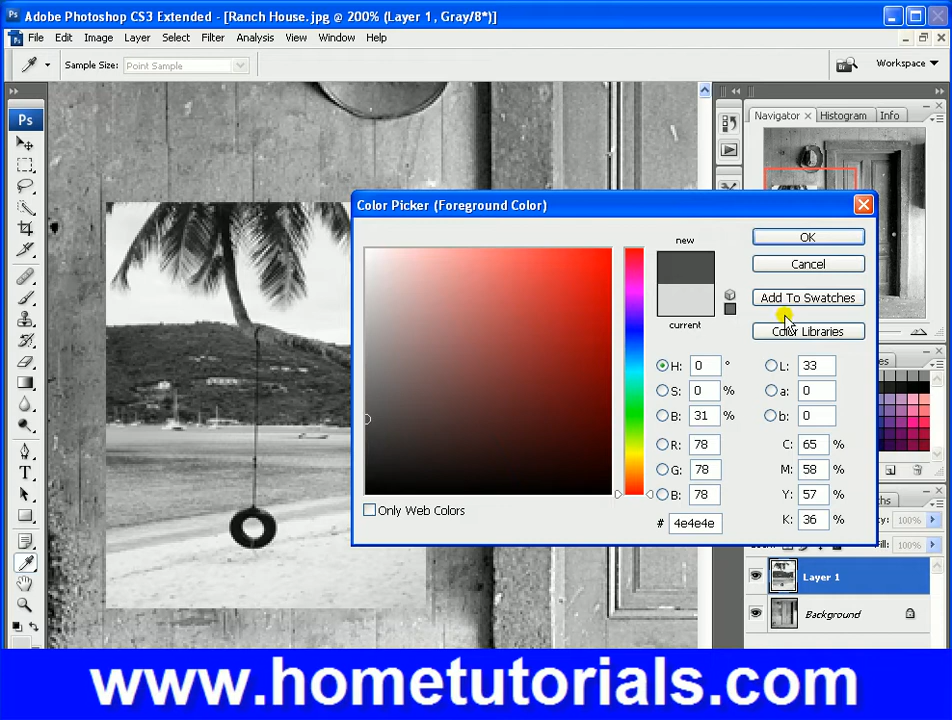 Ps Adobe Photoshop CS3 Extended - [Ranch House.jpg @ 200% (Layer 1 , Gray/8*)]
File Edit Image Layer Select Filter Analysis View Window Help
Sample Size: Point Sample Workspace
Ps
Navigator Histogram Info
Color Picker (Foreground Color)
new
OK
Cancel
Add To Swatches
current
Color Libraries
H: 0 ° L: 33
S: 0 % a: 0
B: 31 % b: 0
R: 78 C: 65 %
G: 78 M: 58 %
B: 78 Y: 57 %
# 4e4e4e K: 36 %
Only Web Colors
100%
Fill: 100%
Layer 1
Background
www.hometutorials.com